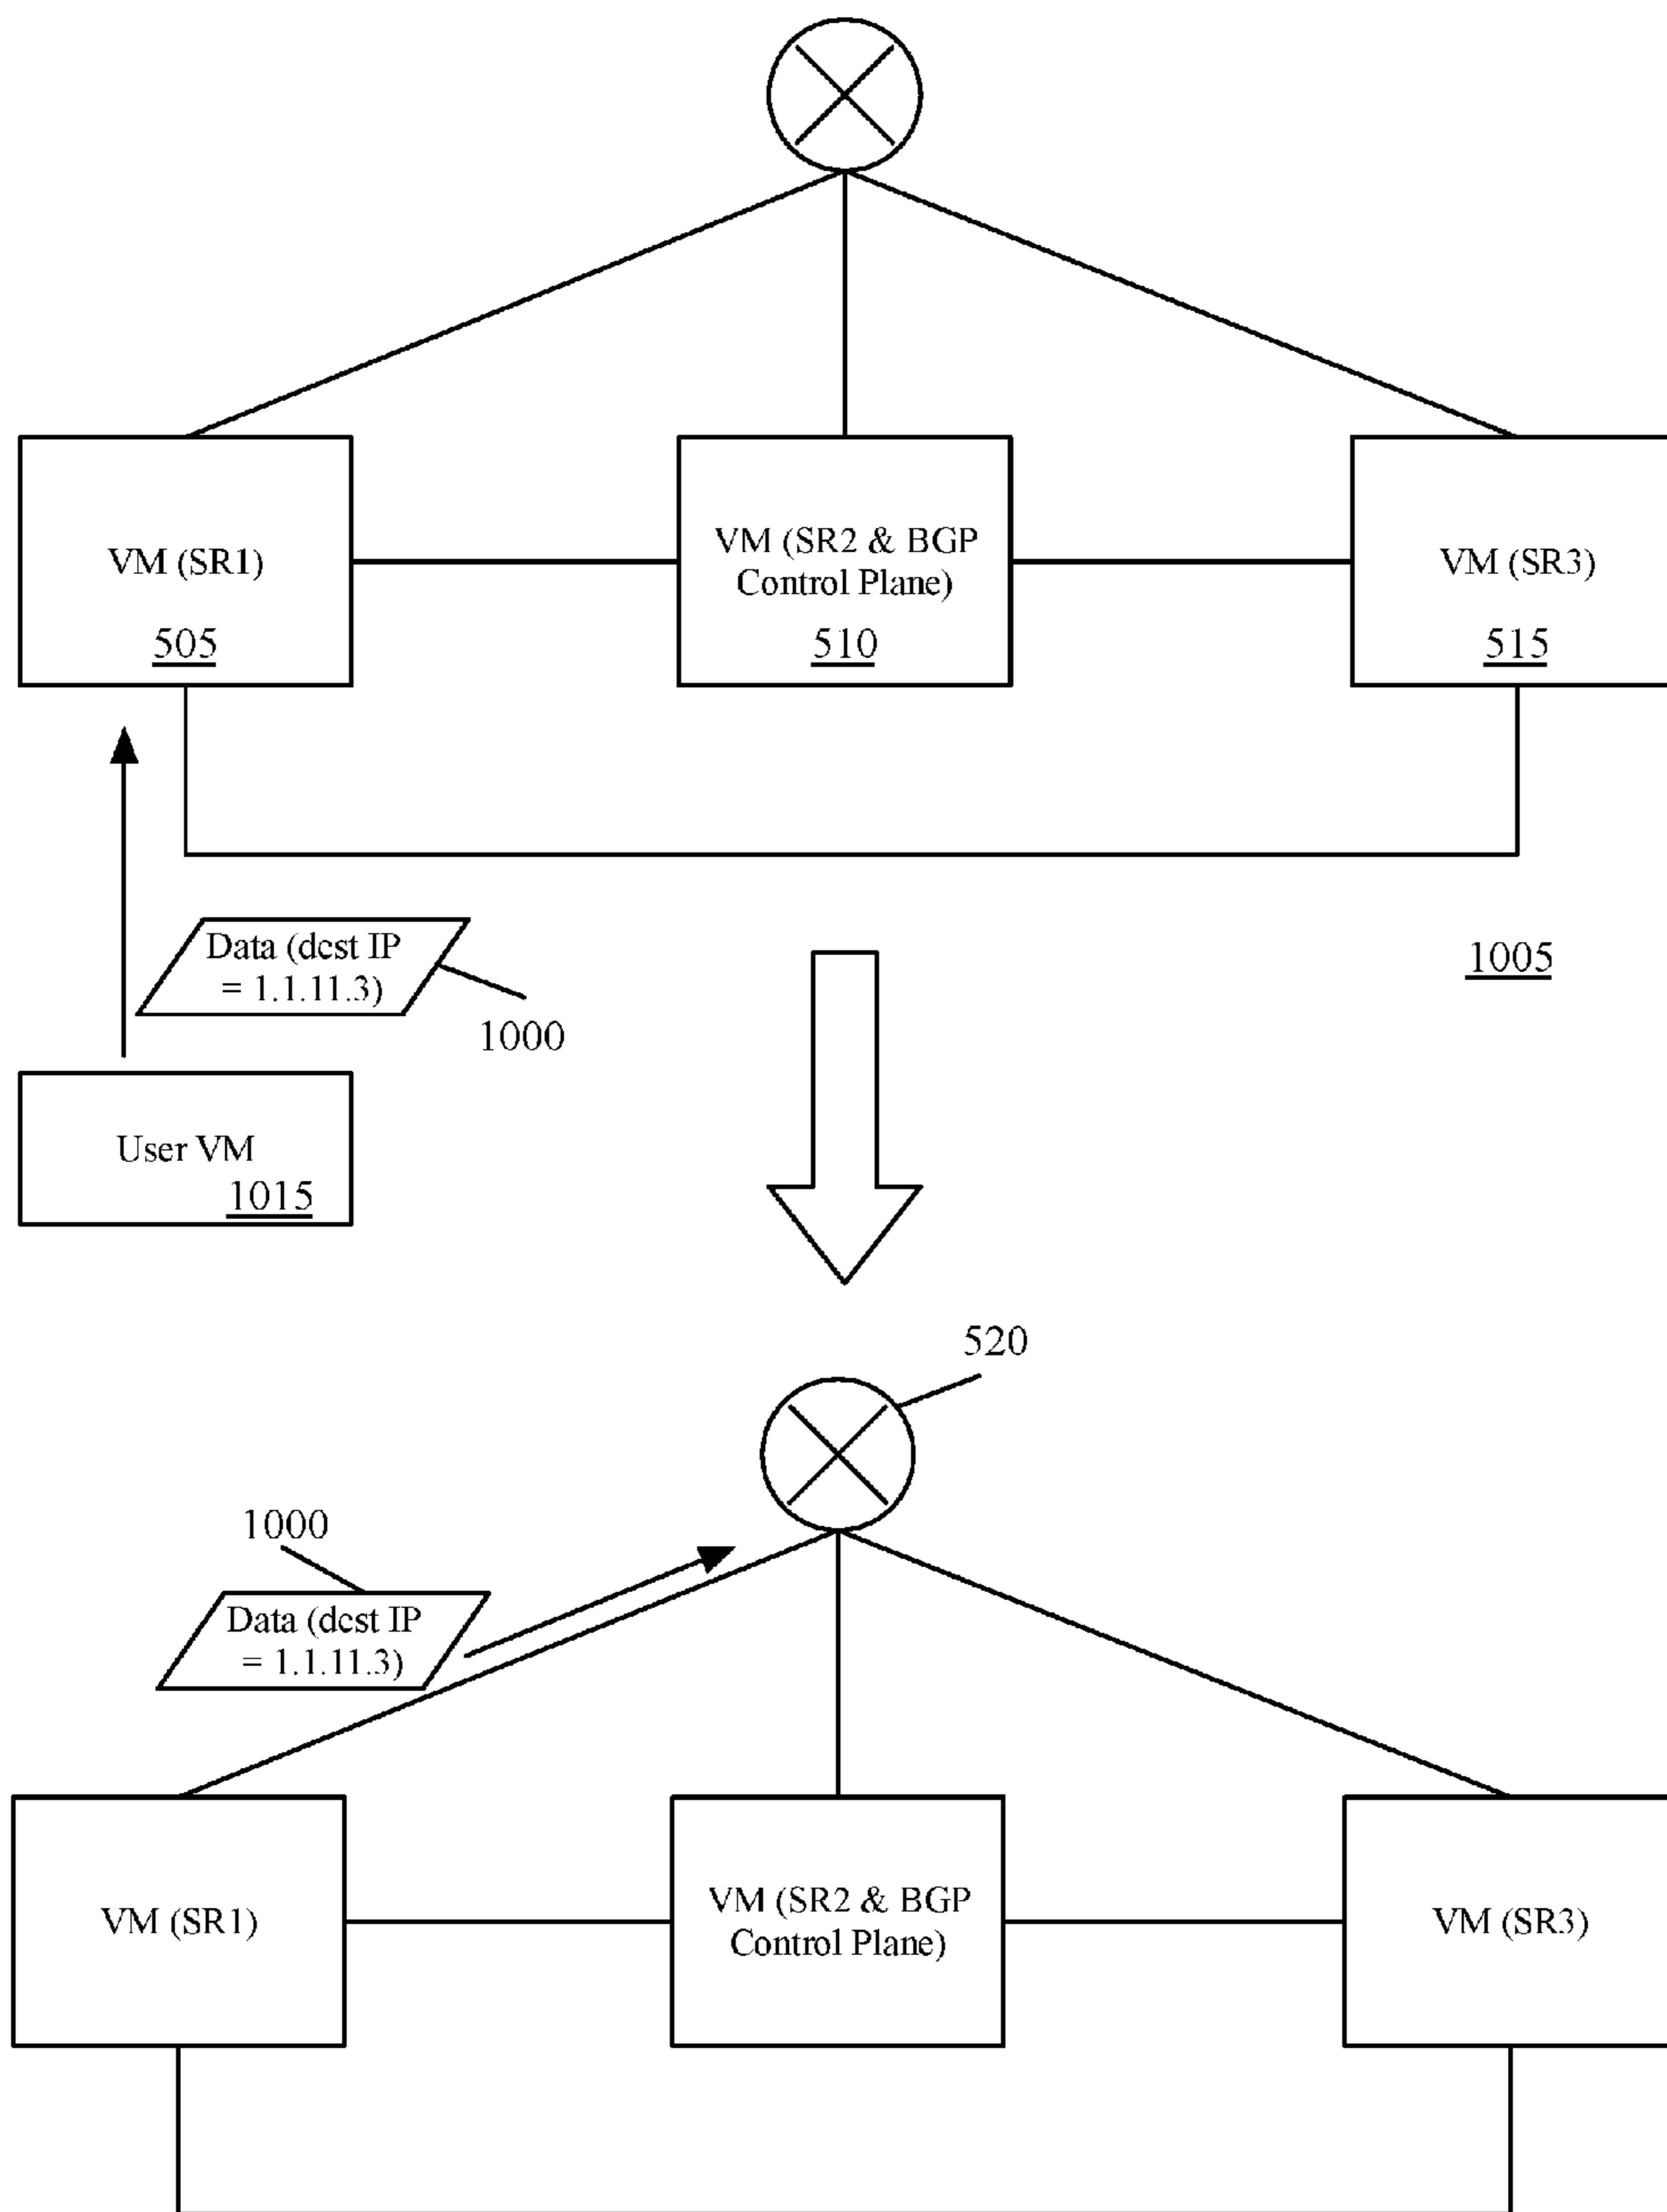 VM (SR1)
505
VM (SR2 & BGP
Control Plane)
510
VM (SR3)
515
Data (dest IP
= 1.1.11.3)
1000
1005
User VM
1015
520
1000
Data (dest IP
= 1.1.11.3)
VM (SR1)
VM (SR2 & BGP
Control Plane)
VM (SR3)